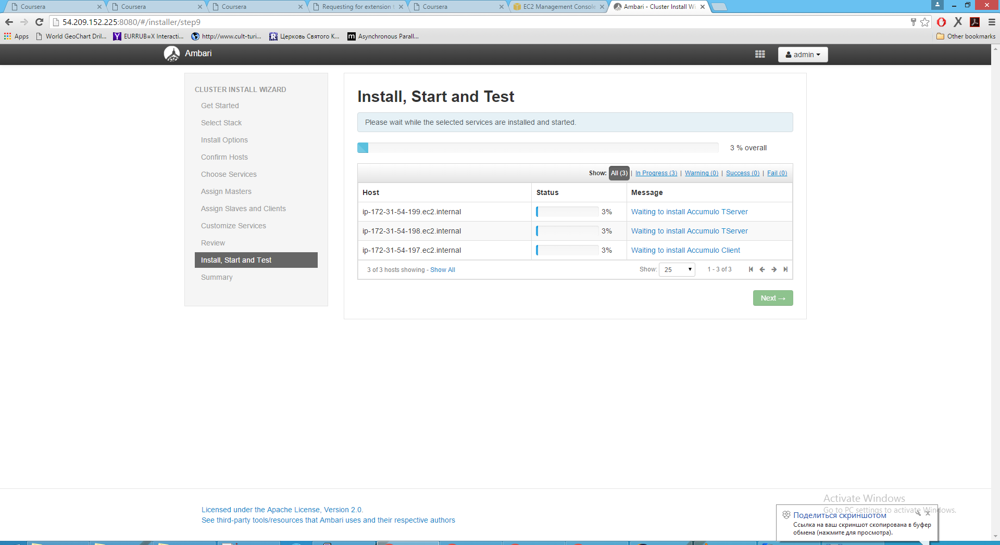 Coursera
Coursera
Coursera
Requesting for extension t
Coursera
EC2 Management Console
Ambari - Cluster Install Wi
54.209.152.225:8080/#/installer/step9
Apps
World GeoChart Dril...
EURRUB=X Interacti...
http://www.cult-turi...
Церковь Святого К...
Asynchronous Parall...
Other bookmarks
Ambari
admin
CLUSTER INSTALL WIZARD
Get Started
Select Stack
Install Options
Confirm Hosts
Choose Services
Assign Masters
Assign Slaves and Clients
Customize Services
Review
Install, Start and Test
Summary
Install, Start and Test
Please wait while the selected services are installed and started.
3 % overall
Show: All (3) | In Progress (3) | Warning (0) | Success (0) | Fail (0)
Host Status Message
ip-172-31-54-199.ec2.internal 3% Waiting to install Accumulo TServer
ip-172-31-54-198.ec2.internal 3% Waiting to install Accumulo TServer
ip-172-31-54-197.ec2.internal 3% Waiting to install Accumulo Client
3 of 3 hosts showing - Show All Show: 25 1 - 3 of 3
Next →
Licensed under the Apache License, Version 2.0.
See third-party tools/resources that Ambari uses and their respective authors
Activate Windows
Go to PC settings to activate Windows.
Поделиться скриншотом
Ссылка на ваш скриншот скопирована в буфер
обмена (нажмите для просмотра).